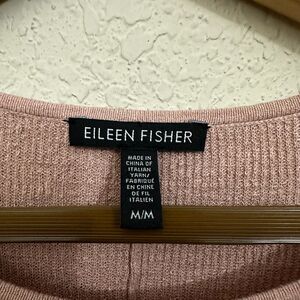 EILEEN FISHER
MADE IN
CHINA OF
ITALIAN
YARN/
FABRIQUÉ
EN CHINE
DE FIL
ITALIEN
M/M